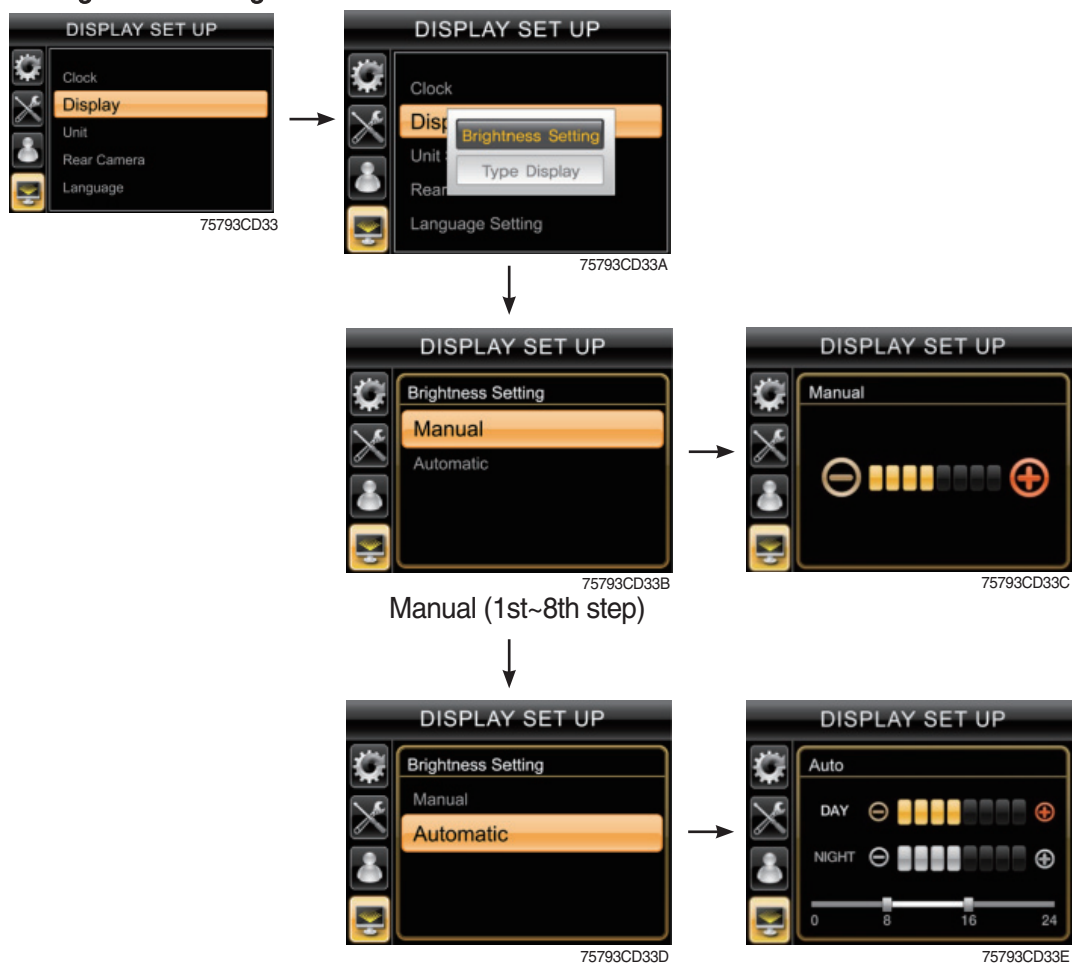 DISPLAY SET UP
Clock
Display
Unit
Rear Camera
Language
75793CD33
DISPLAY SET UP
Clock
Disp
Brightness Setting
Unit
Type Display
Rear
Language Setting
75793CD33A
DISPLAY SET UP
Brightness Setting
Manual
Automatic
75793CD33B
Manual (1st~8th step)
DISPLAY SET UP
Manual
75793CD33C
DISPLAY SET UP
Brightness Setting
Manual
Automatic
75793CD33D
DISPLAY SET UP
Auto
DAY
NIGHT
0 8 16 24
75793CD33E